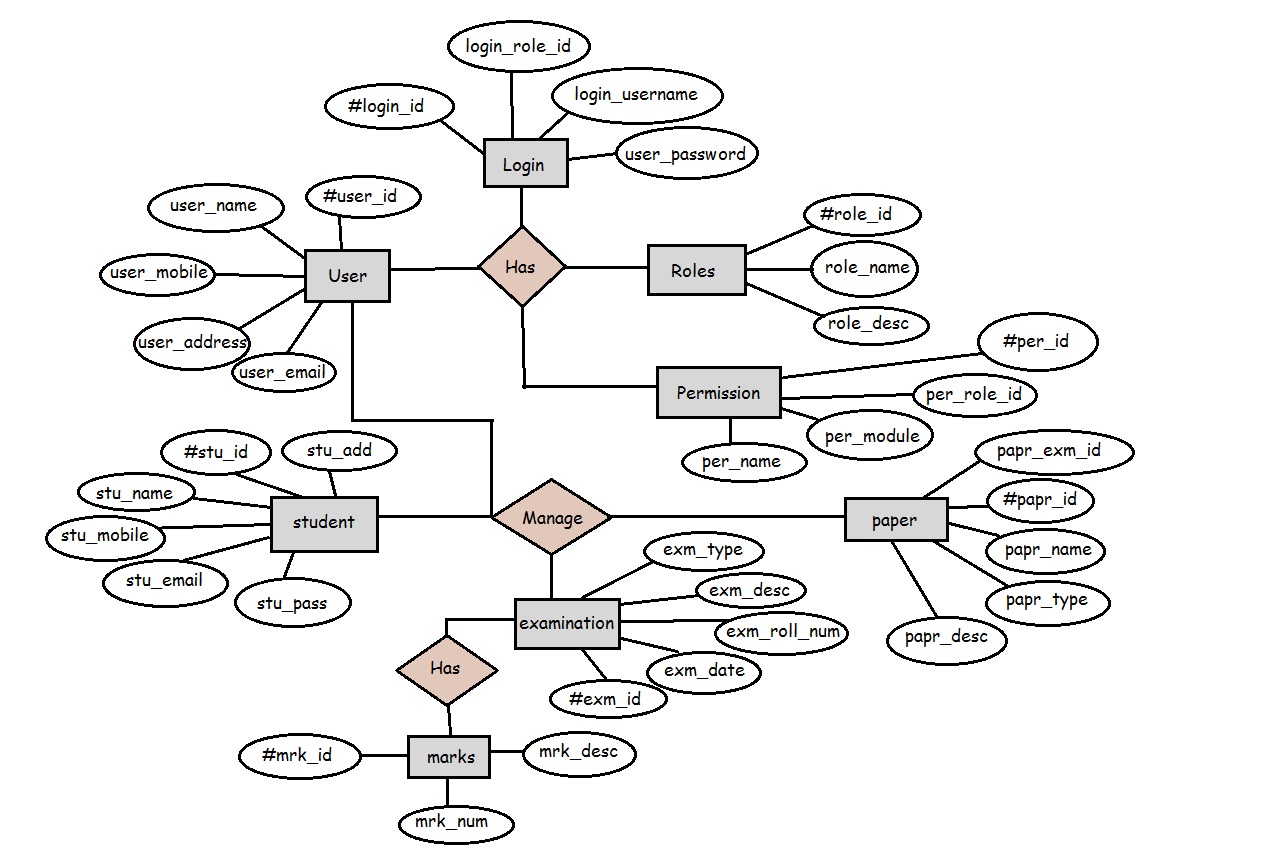 login_role_id
login_username
#login_id
user_password
Login
#user_id
user_name
#role_id
user_mobile
User
Has
Roles
role_name
role_desc
user_address
user_email
#per_id
Permission
per_role_id
per_module
per_name
#stu_id
stu_add
papr_exm_id
stu_name
#papr_id
student
Manage
paper
stu_mobile
papr_name
exm_type
stu_email
exm_desc
papr_type
stu_pass
examination
exm_roll_num
papr_desc
Has
exm_date
#exm_id
#mrk_id
marks
mrk_desc
mrk_num